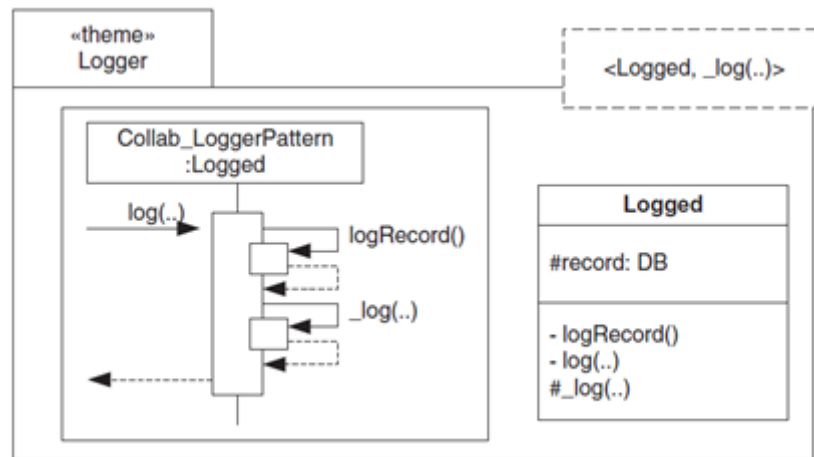 «theme»
Logger
<Logged, _log(..)>
Collab_LoggerPattern
:Logged
log(..)
logRecord()
_log(..)
Logged
#record: DB
- logRecord()
- log(..)
#_log(..)